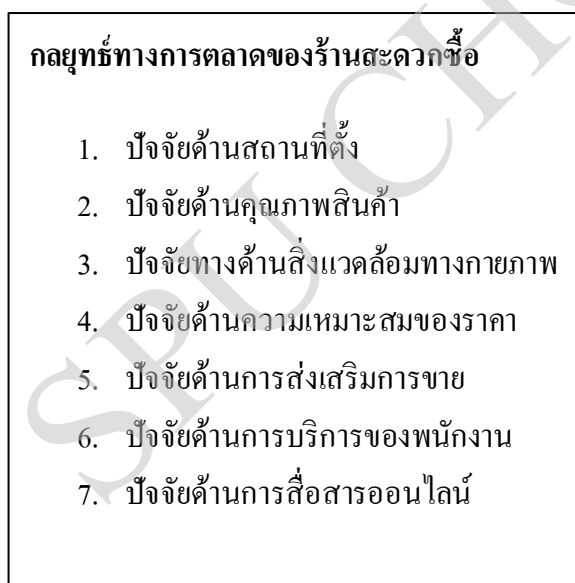 กลยุทธ์ทางการตลาดของร้านสะดวกซื้อ
1. ปัจจัยด้านสถานที่ตั้ง
2. ปัจจัยด้านคุณภาพสินค้า
3. ปัจจัยทางด้านสิ่งแวดล้อมทางกายภาพ
4. ปัจจัยด้านความเหมาะสมของราคา
5. ปัจจัยด้านการส่งเสริมการขาย
6. ปัจจัยด้านการบริการของพนักงาน
7. ปัจจัยด้านการสื่อสารออนไลน์
SPU CH